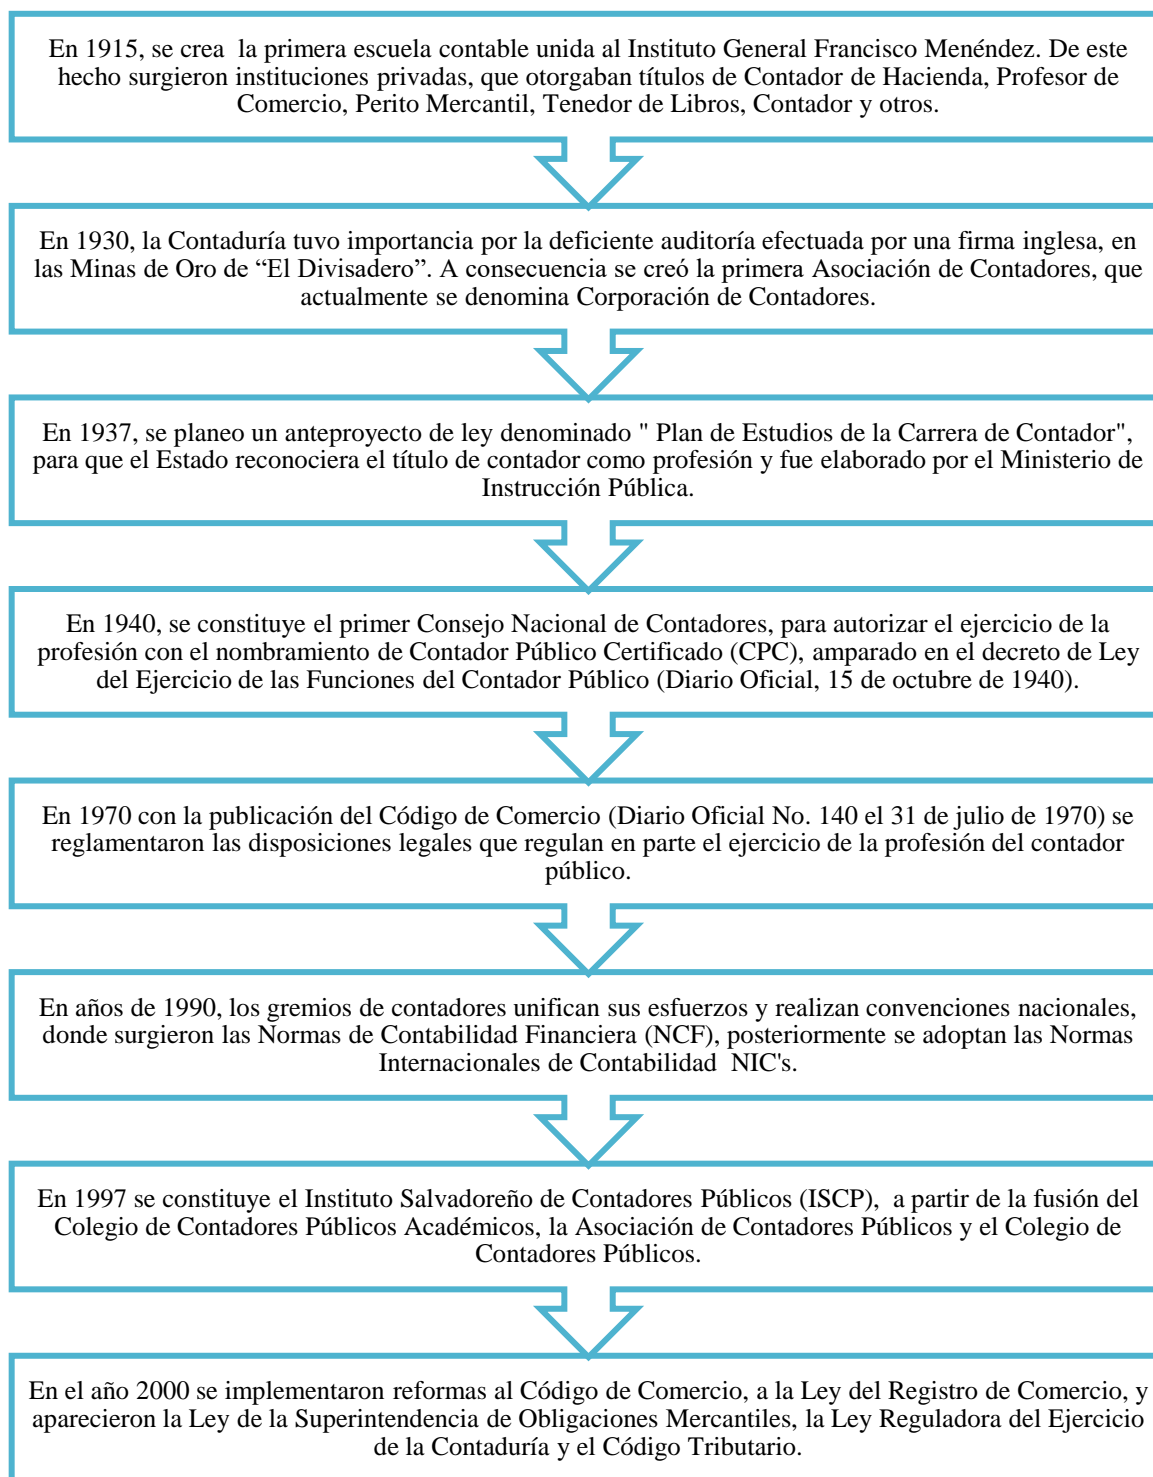 En 1915, se crea  la primera escuela contable unida al Instituto General Francisco Menéndez. De este
hecho surgieron instituciones privadas, que otorgaban títulos de Contador de Hacienda, Profesor de
Comercio, Perito Mercantil, Tenedor de Libros, Contador y otros.
En 1930, la Contaduría tuvo importancia por la deficiente auditoría efectuada por una firma inglesa, en
las Minas de Oro de “El Divisadero”. A consecuencia se creó la primera Asociación de Contadores, que
actualmente se denomina Corporación de Contadores.
En 1937, se planeo un anteproyecto de ley denominado " Plan de Estudios de la Carrera de Contador",
para que el Estado reconociera el título de contador como profesión y fue elaborado por el Ministerio de
Instrucción Pública.
En 1940, se constituye el primer Consejo Nacional de Contadores, para autorizar el ejercicio de la
profesión con el nombramiento de Contador Público Certificado (CPC), amparado en el decreto de Ley
del Ejercicio de las Funciones del Contador Público (Diario Oficial, 15 de octubre de 1940).
En 1970 con la publicación del Código de Comercio (Diario Oficial No. 140 el 31 de julio de 1970) se
reglamentaron las disposiciones legales que regulan en parte el ejercicio de la profesión del contador
público.
En años de 1990, los gremios de contadores unifican sus esfuerzos y realizan convenciones nacionales,
donde surgieron las Normas de Contabilidad Financiera (NCF), posteriormente se adoptan las Normas
Internacionales de Contabilidad  NIC's.
En 1997 se constituye el Instituto Salvadoreño de Contadores Públicos (ISCP),  a partir de la fusión del
Colegio de Contadores Públicos Académicos, la Asociación de Contadores Públicos y el Colegio de
Contadores Públicos.
En el año 2000 se implementaron reformas al Código de Comercio, a la Ley del Registro de Comercio, y
aparecieron la Ley de la Superintendencia de Obligaciones Mercantiles, la Ley Reguladora del Ejercicio
de la Contaduría y el Código Tributario.